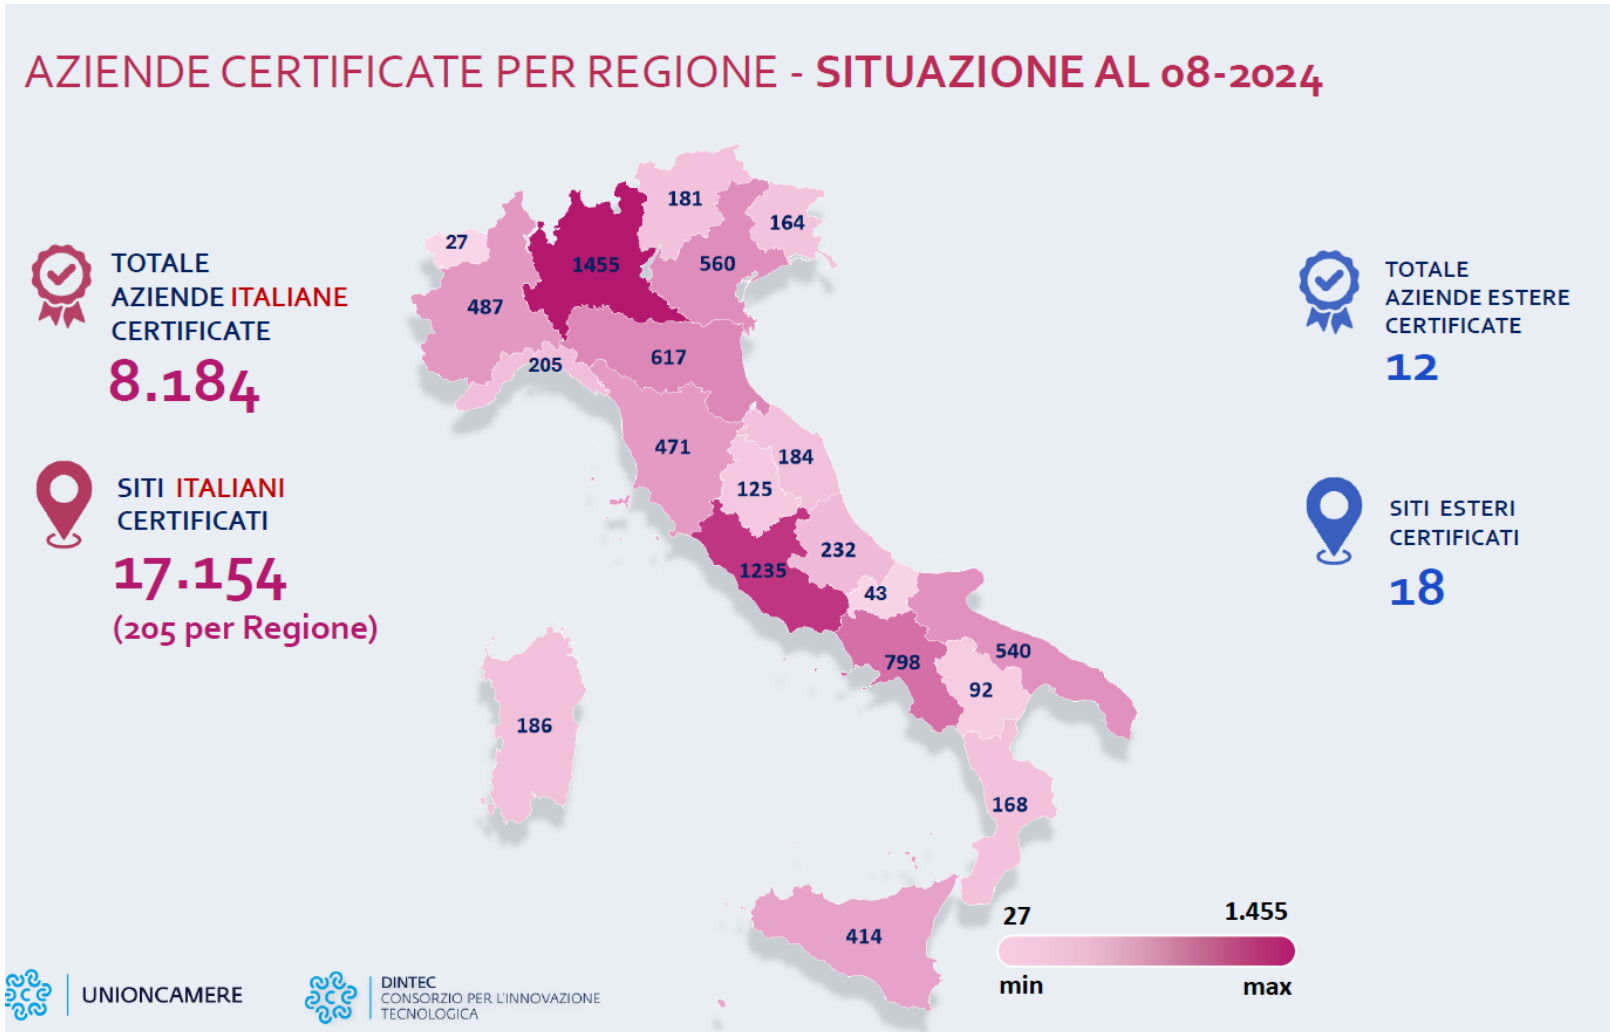 AZIENDE CERTIFICATE PER REGIONE - SITUAZIONE AL 08-2024
TOTALE
AZIENDE ITALIANE
CERTIFICATE
8.184
SITI ITALIANI
CERTIFICATI
17.154
(205 per Regione)
181
164
27
1455
560
487
617
205
471
184
125
232
1235
43
540
798
92
186
168
414
TOTALE
AZIENDE ESTERE
CERTIFICATE
12
SITI ESTERI
CERTIFICATI
18
27
1.455
min
max
UNIONCAMERE
DINTEC
CONSORZIO PER L'INNOVAZIONE
TECNOLOGICA